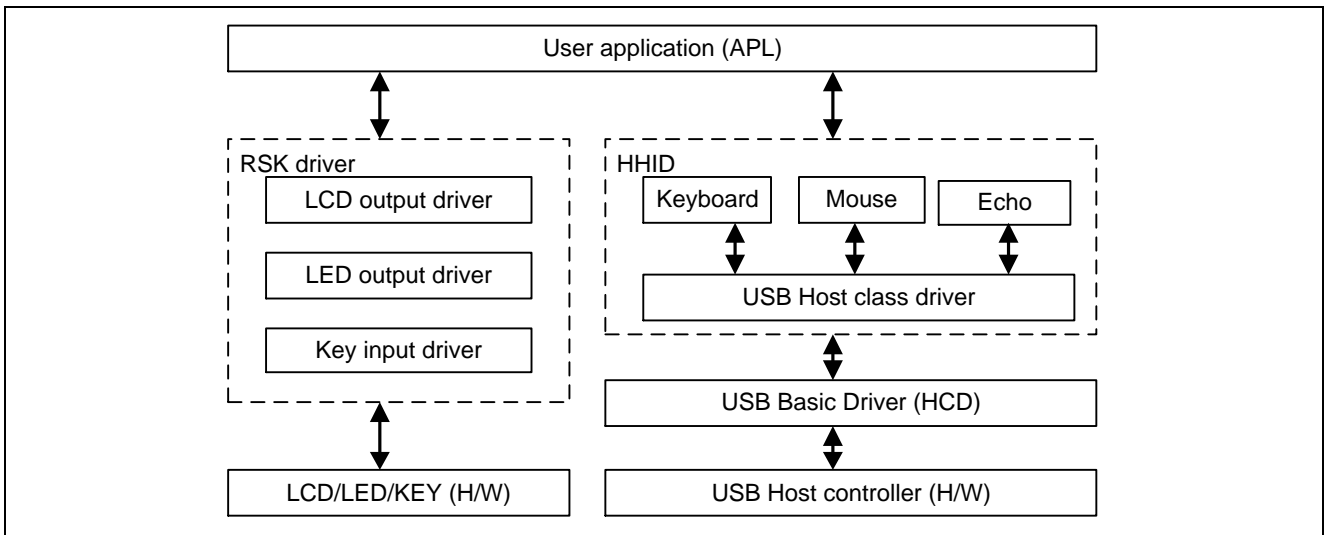 User application (APL)
RSK driver
LCD output driver
LED output driver
Key input driver
LCD/LED/KEY (H/W)
HHID
Keyboard
Mouse
Echo
USB Host class driver
USB Basic Driver (HCD)
USB Host controller (H/W)